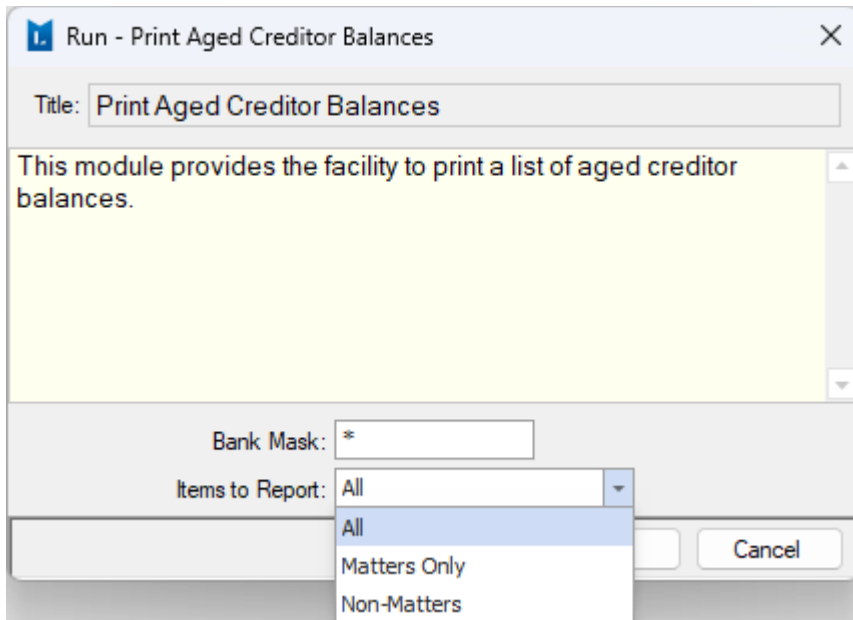 Run - Print Aged Creditor Balances
Title: Print Aged Creditor Balances
This module provides the facility to print a list of aged creditor
balances.
Bank Mask: *
Items to Report: All
All
Cancel
Matters Only
Non-Matters